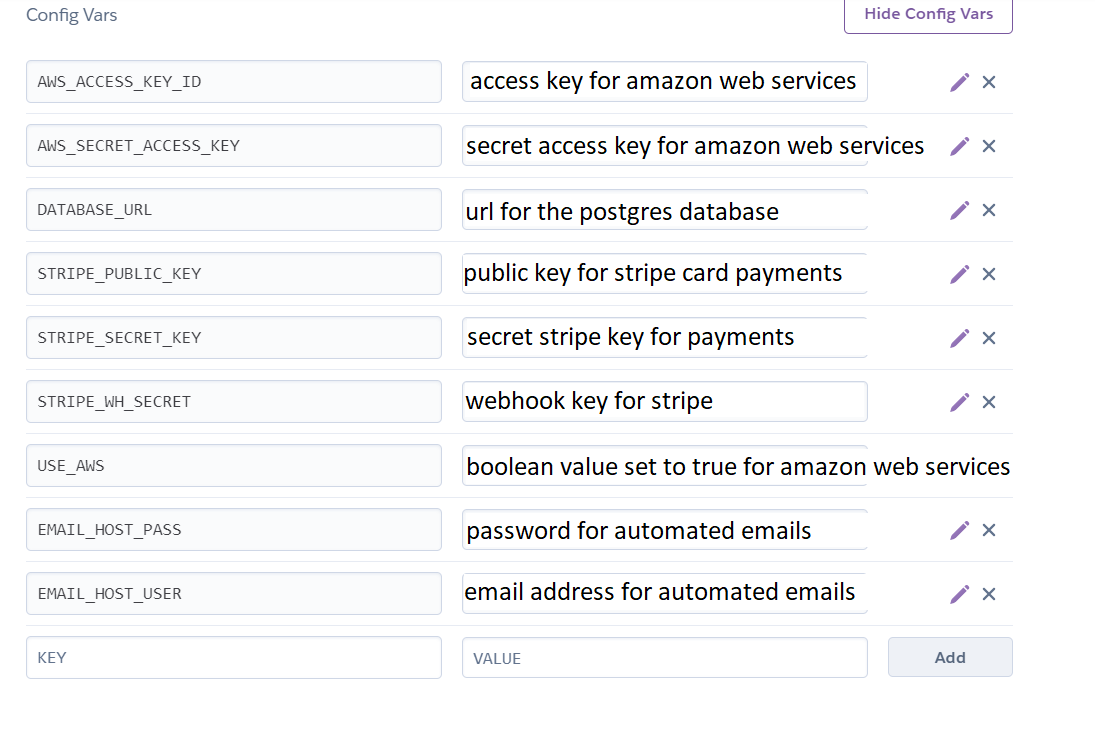 Config Vars
Hide Config Vars
AWS_ACCESS_KEY_ID access key for amazon web services
AWS_SECRET_ACCESS_KEY secret access key for amazon web services
DATABASE_URL url for the postgres database
STRIPE_PUBLIC_KEY public key for stripe card payments
STRIPE_SECRET_KEY secret stripe key for payments
STRIPE_WH_SECRET webhook key for stripe
USE_AWS boolean value set to true for amazon web services
EMAIL_HOST_PASS password for automated emails
EMAIL_HOST_USER email address for automated emails
KEY VALUE Add